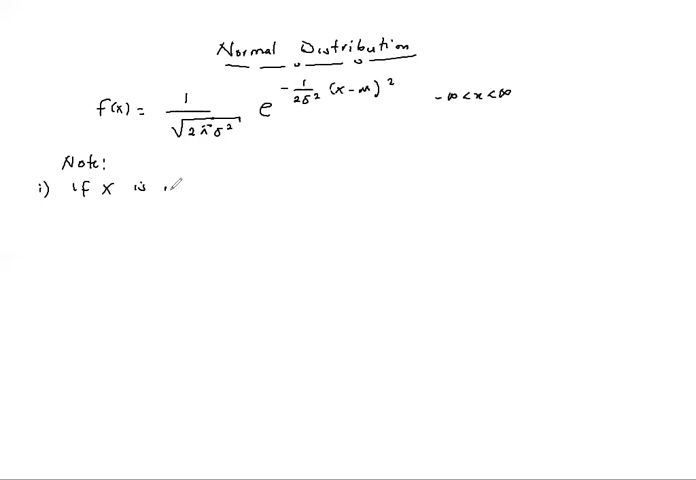 Normal Distribution
f(x) = 1/√(2πσ²) e^(-1/(2σ²) (x-m)²) -∞<x<∞
Note:
i) If X is